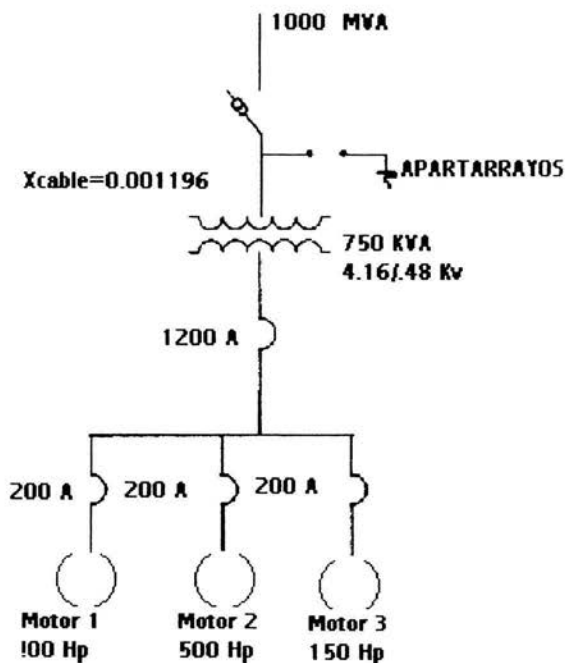 1000 MVA
APARTARRAYOS
Xcable=0.001196
750 KVA
4.16/.48 Kv
1200 A
200 A
200 A
200 A
Motor 1
!00 Hp
Motor 2
500 Hp
Motor 3
150 Hp